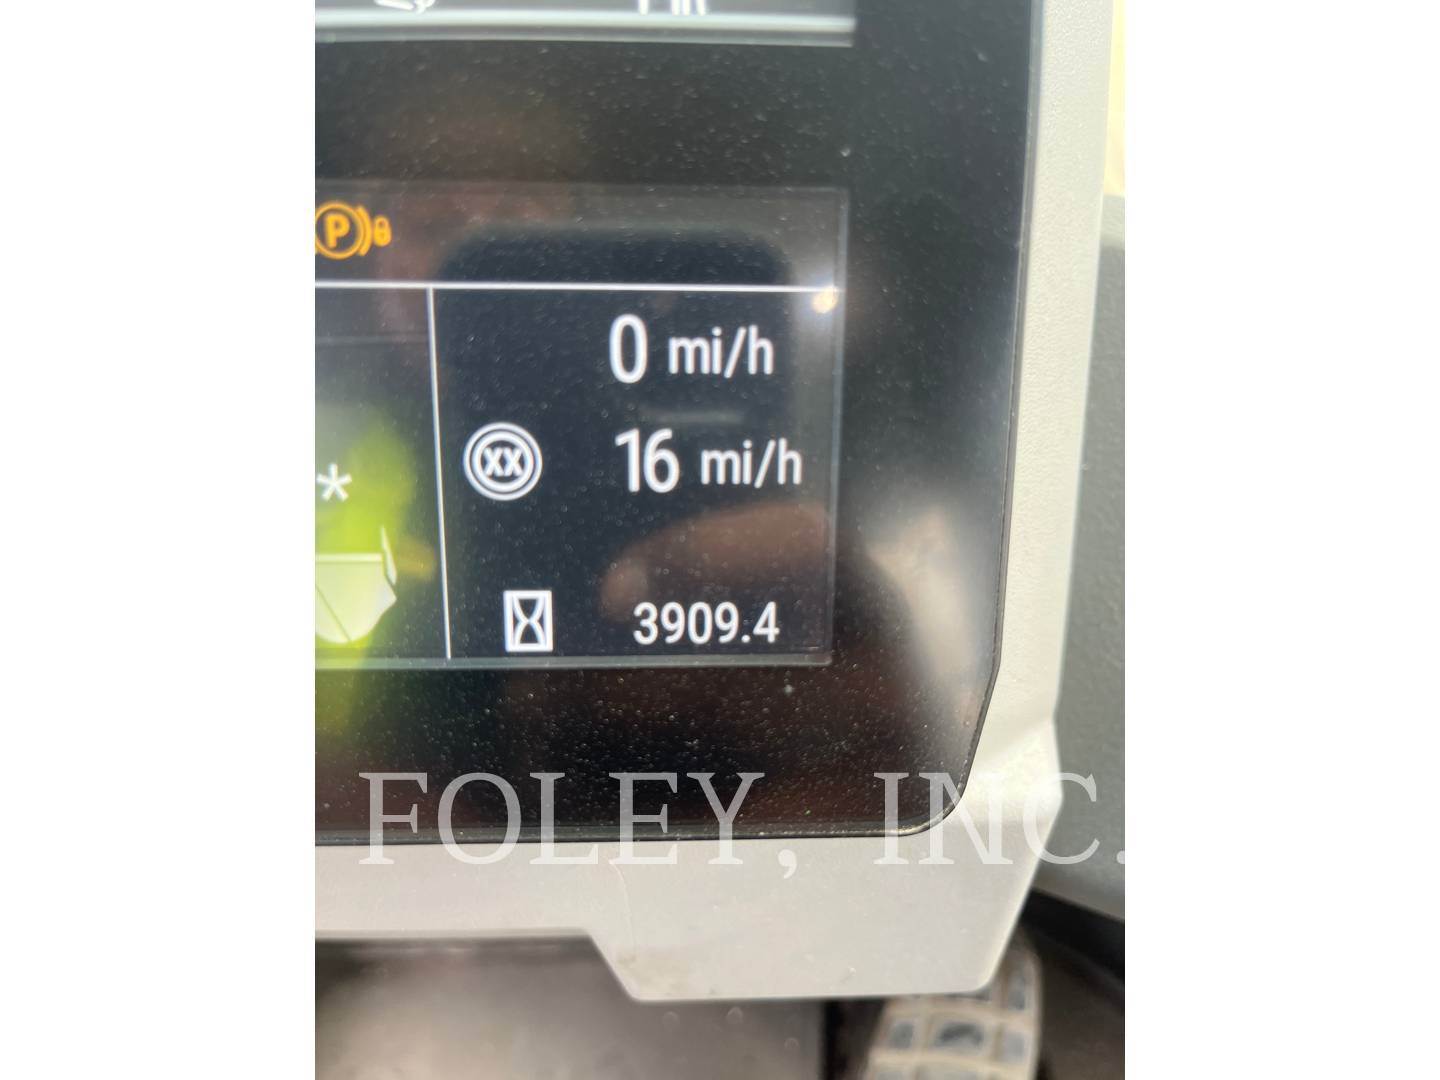 P
0 mi/h
XX 16 mi/h
*
3909.4
FOLEY, INC.